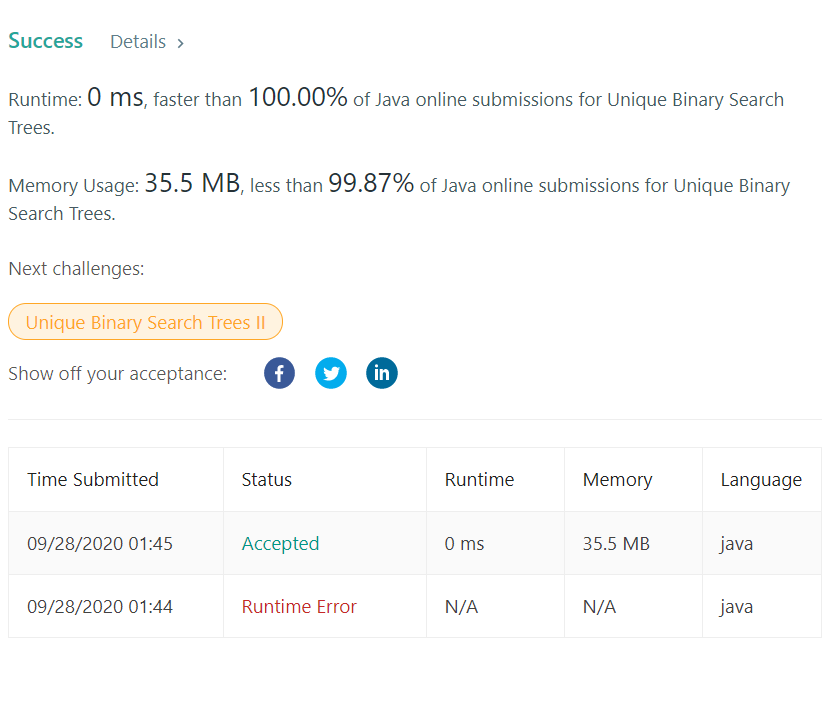 Success Details >
Runtime: 0 ms, faster than 100.00% of Java online submissions for Unique Binary Search
Trees.
Memory Usage: 35.5 MB, less than 99.87% of Java online submissions for Unique Binary
Search Trees.
Next challenges:
Unique Binary Search Trees II
Show off your acceptance: f in
Time Submitted Status Runtime Memory Language
09/28/2020 01:45 Accepted 0 ms 35.5 MB java
09/28/2020 01:44 Runtime Error N/A N/A java